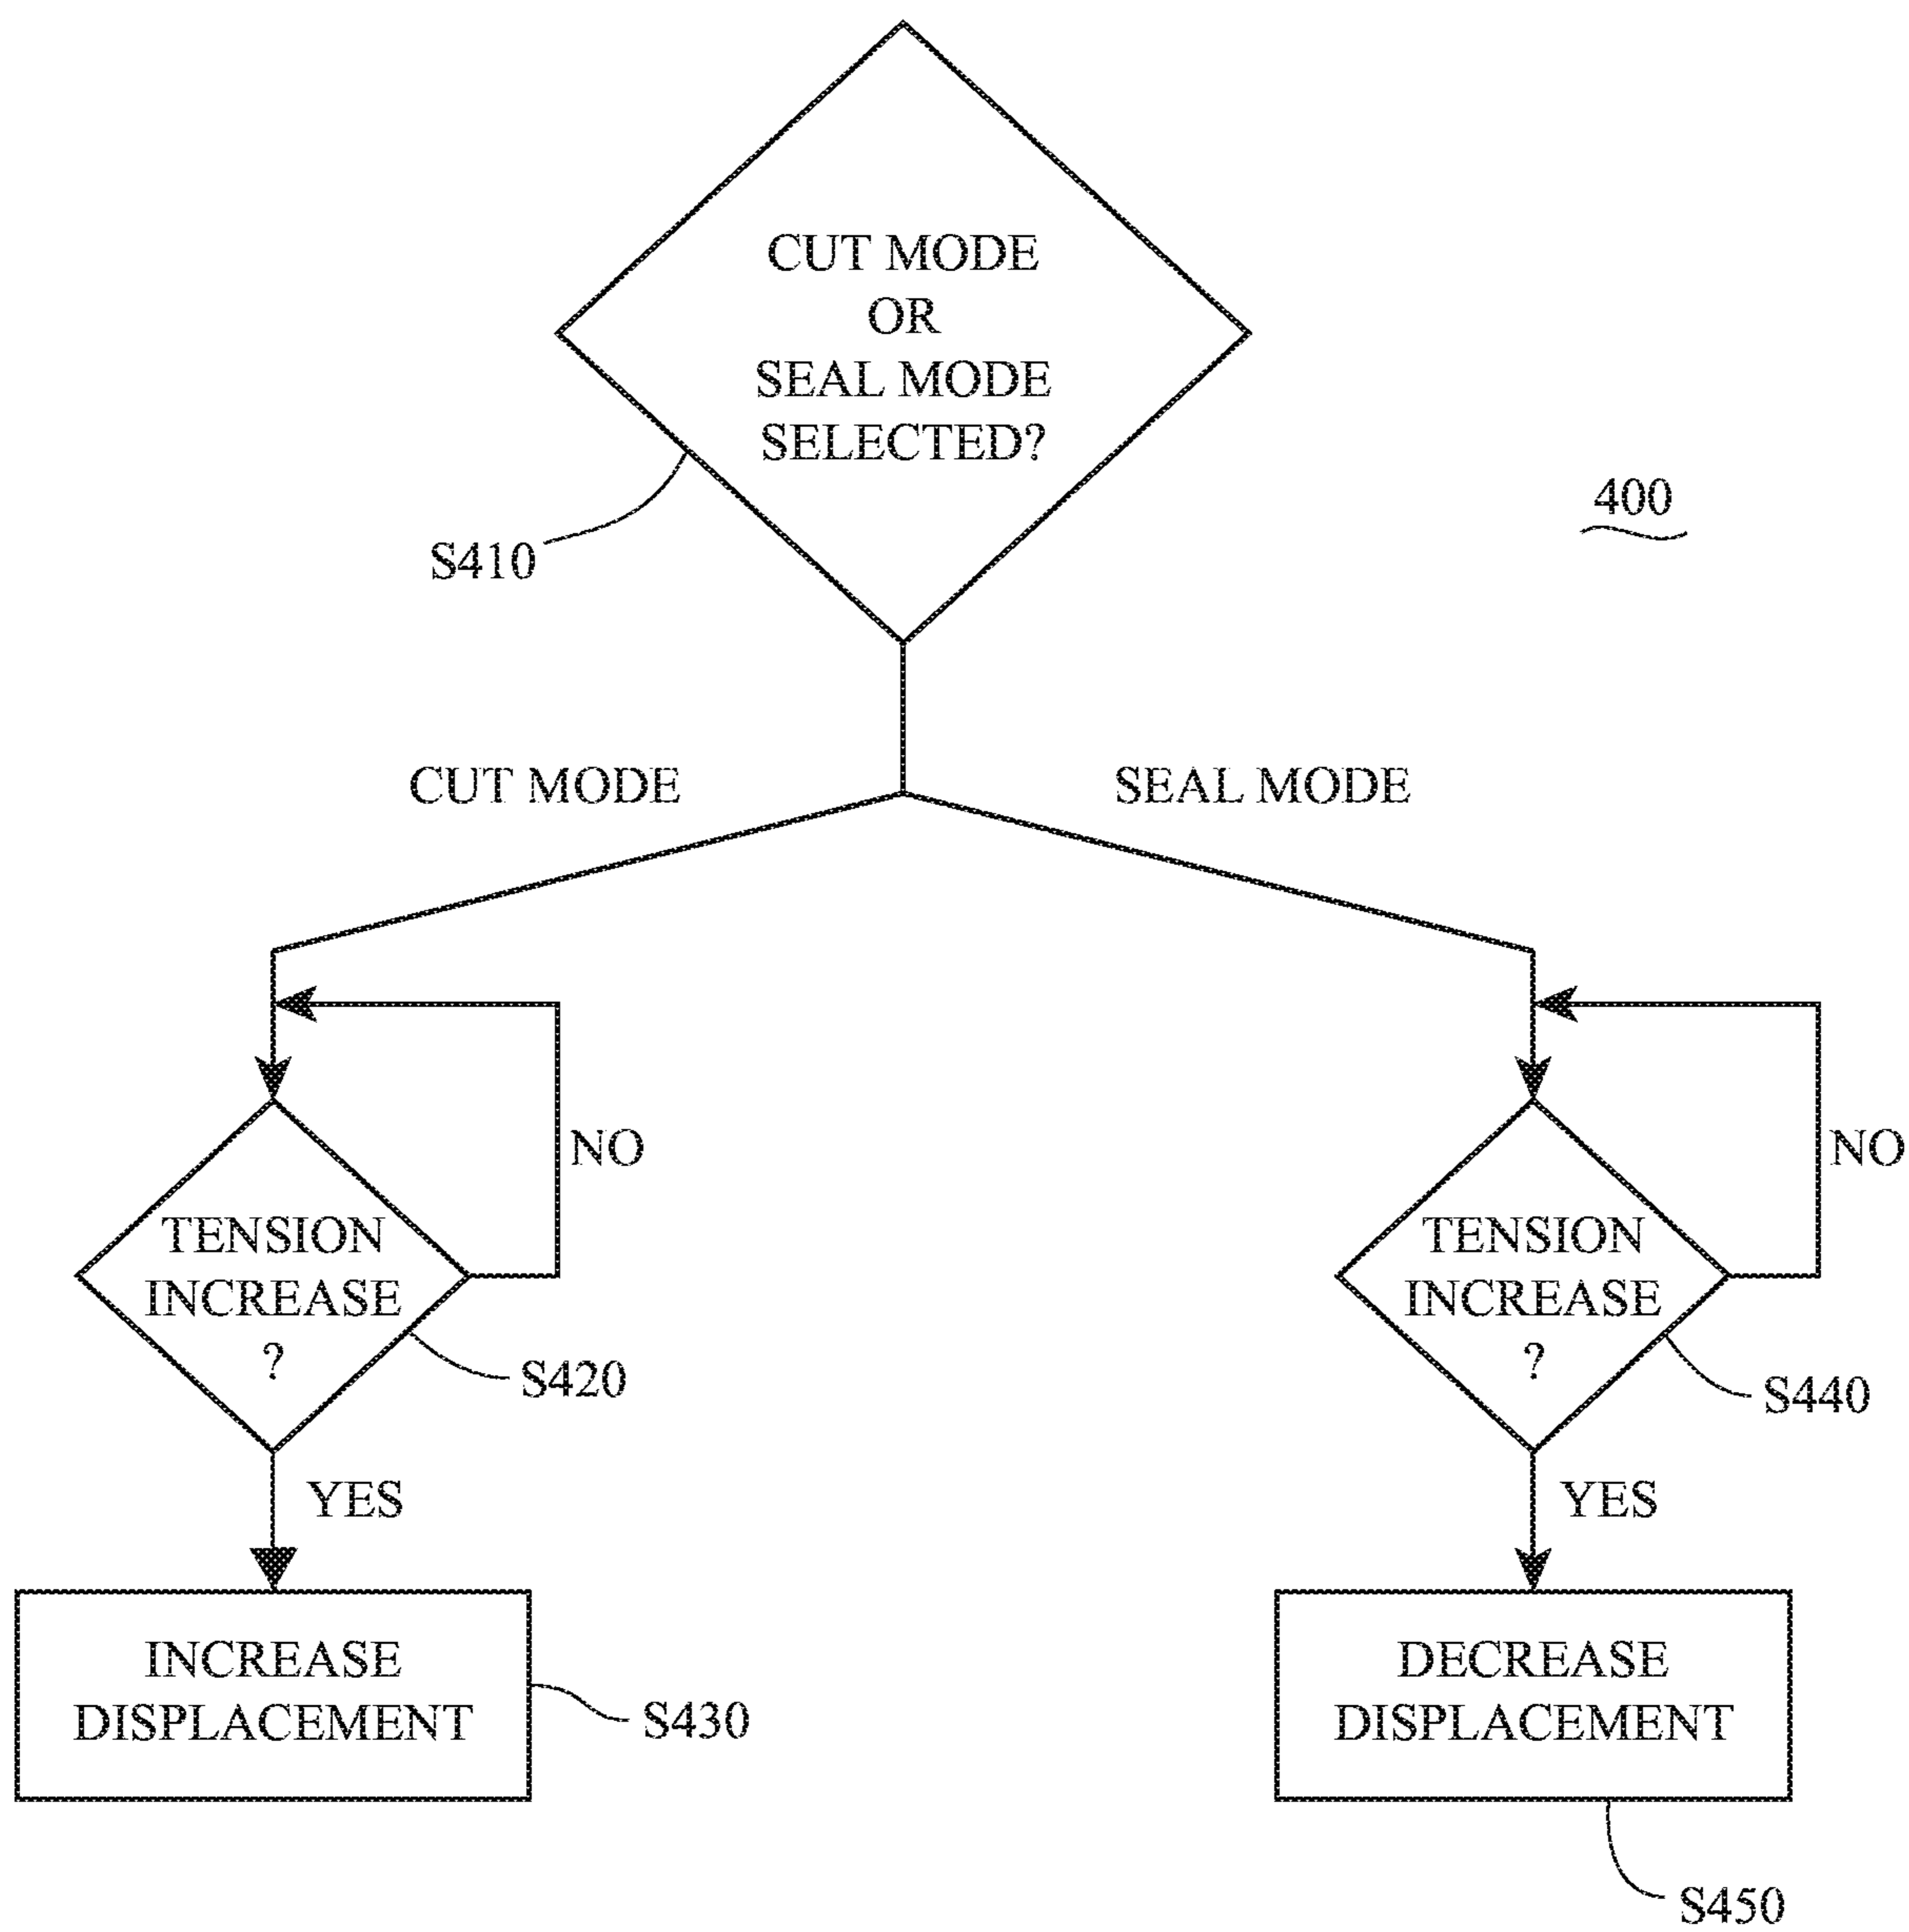 CUT MODE
OR
SEAL MODE
SELECTED?
400
S410
CUT MODE
SEAL MODE
NO
NO
TENSION
INCREASE
?
S420
TENSION
INCREASE
?
S440
YES
YES
INCREASE
DISPLACEMENT
S430
DECREASE
DISPLACEMENT
S450